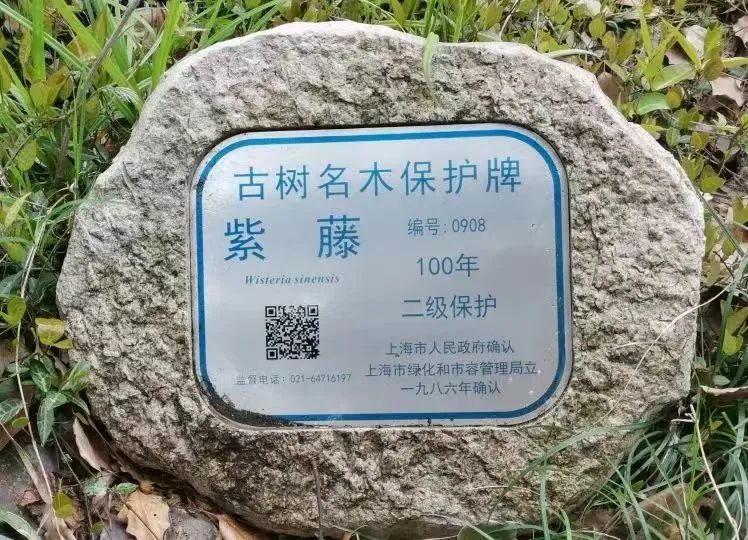 古树名木保护牌
紫藤
编号:0908
Wisteria sinensis
100年
二级保护
上海市人民政府确认
监督电话:021-64716197
上海市绿化和市容管理局立
一九八六年确认